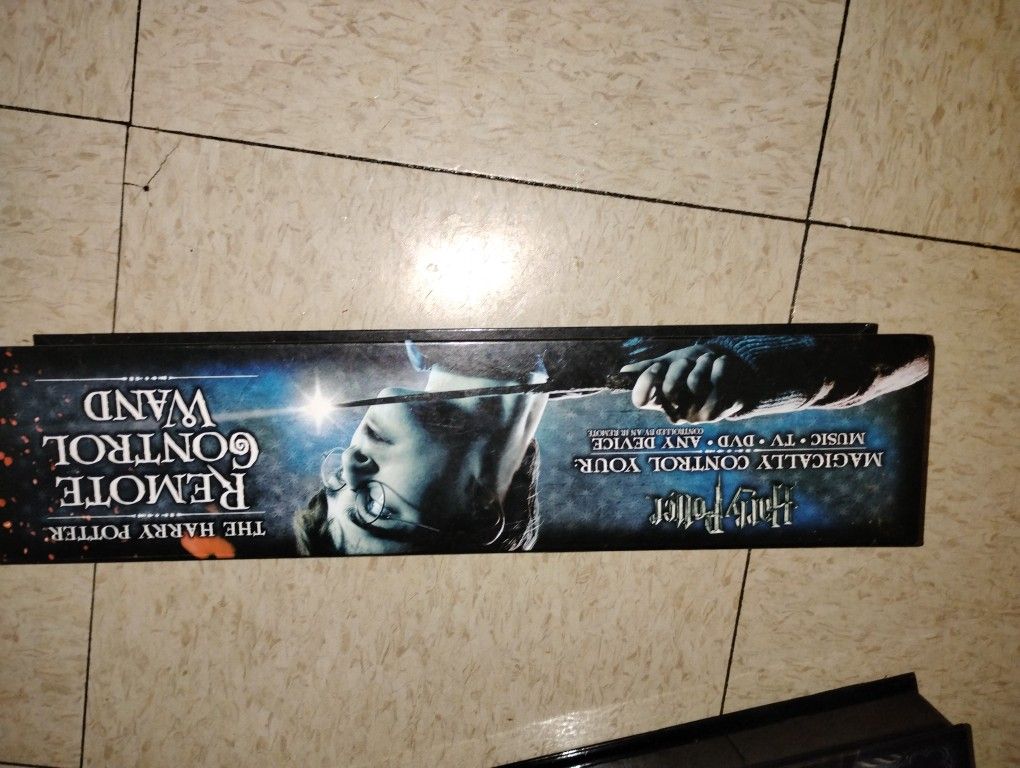 Harry Potter
MAGICALLY CONTROL YOUR:
MUSIC • TV • DVD • ANY DEVICE
CONTROLLED BY AN IR REMOTE
THE HARRY POTTER
REMOTE
CONTROL
WAND